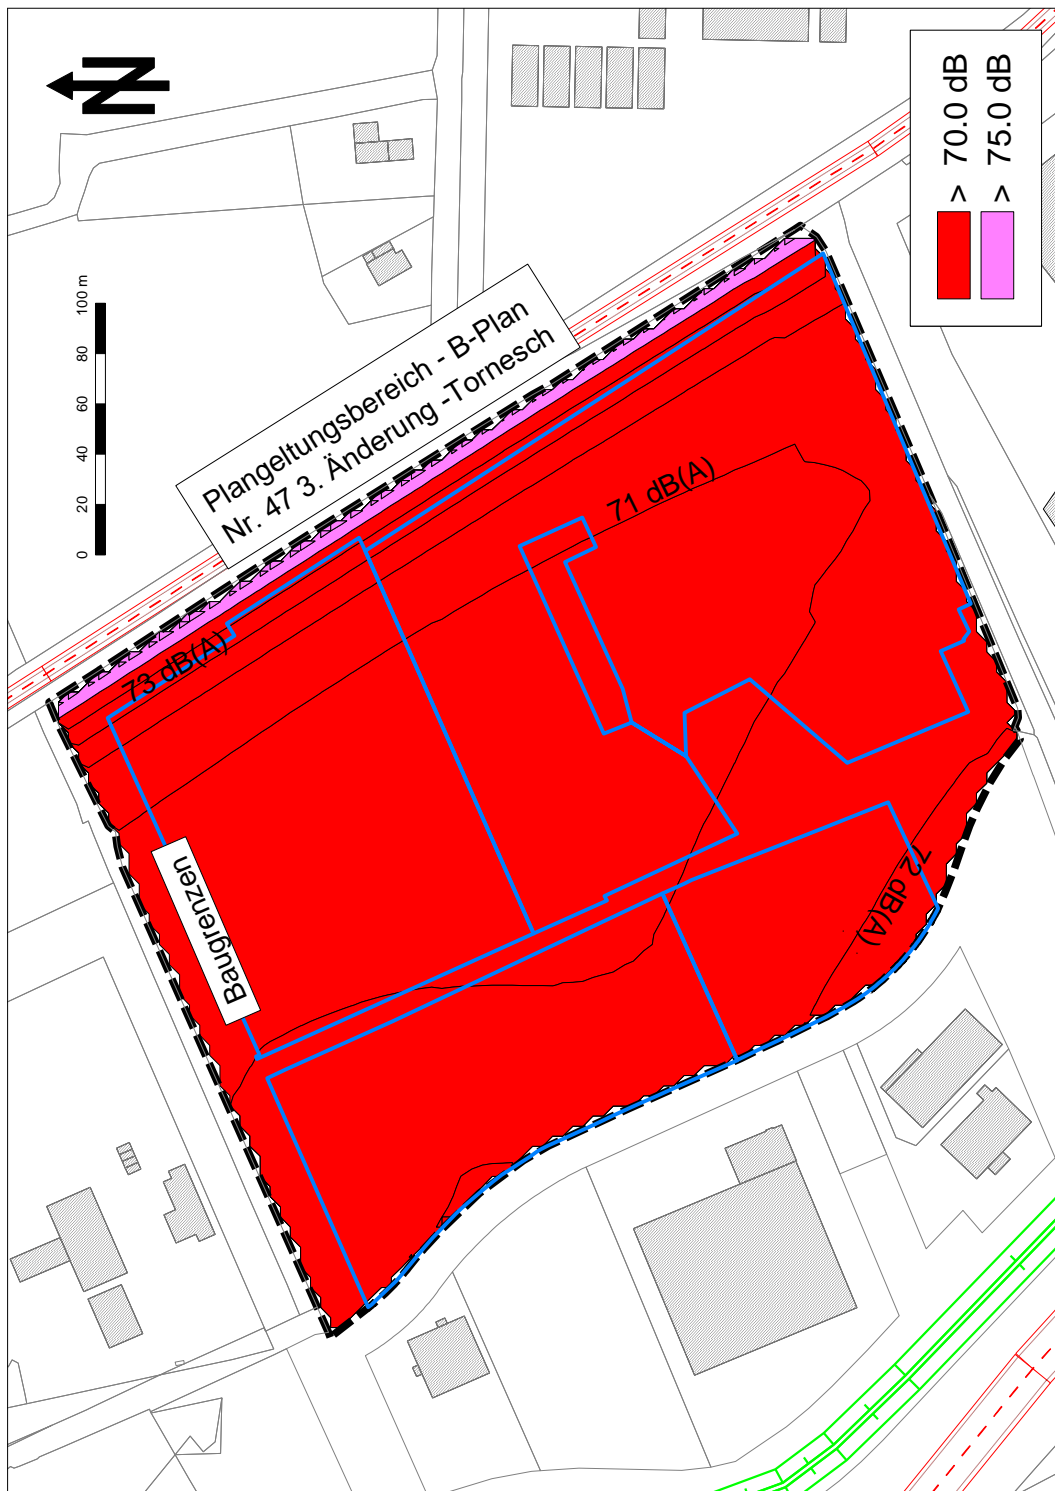 N
0 20 40 60 80 100 m
Plangeltungsbereich - B-Plan
Nr. 47 3. Änderung -Tornesch
> 70.0 dB
> 75.0 dB
73 dB(A)
71 dB(A)
72 dB(A)
Baugrenzen